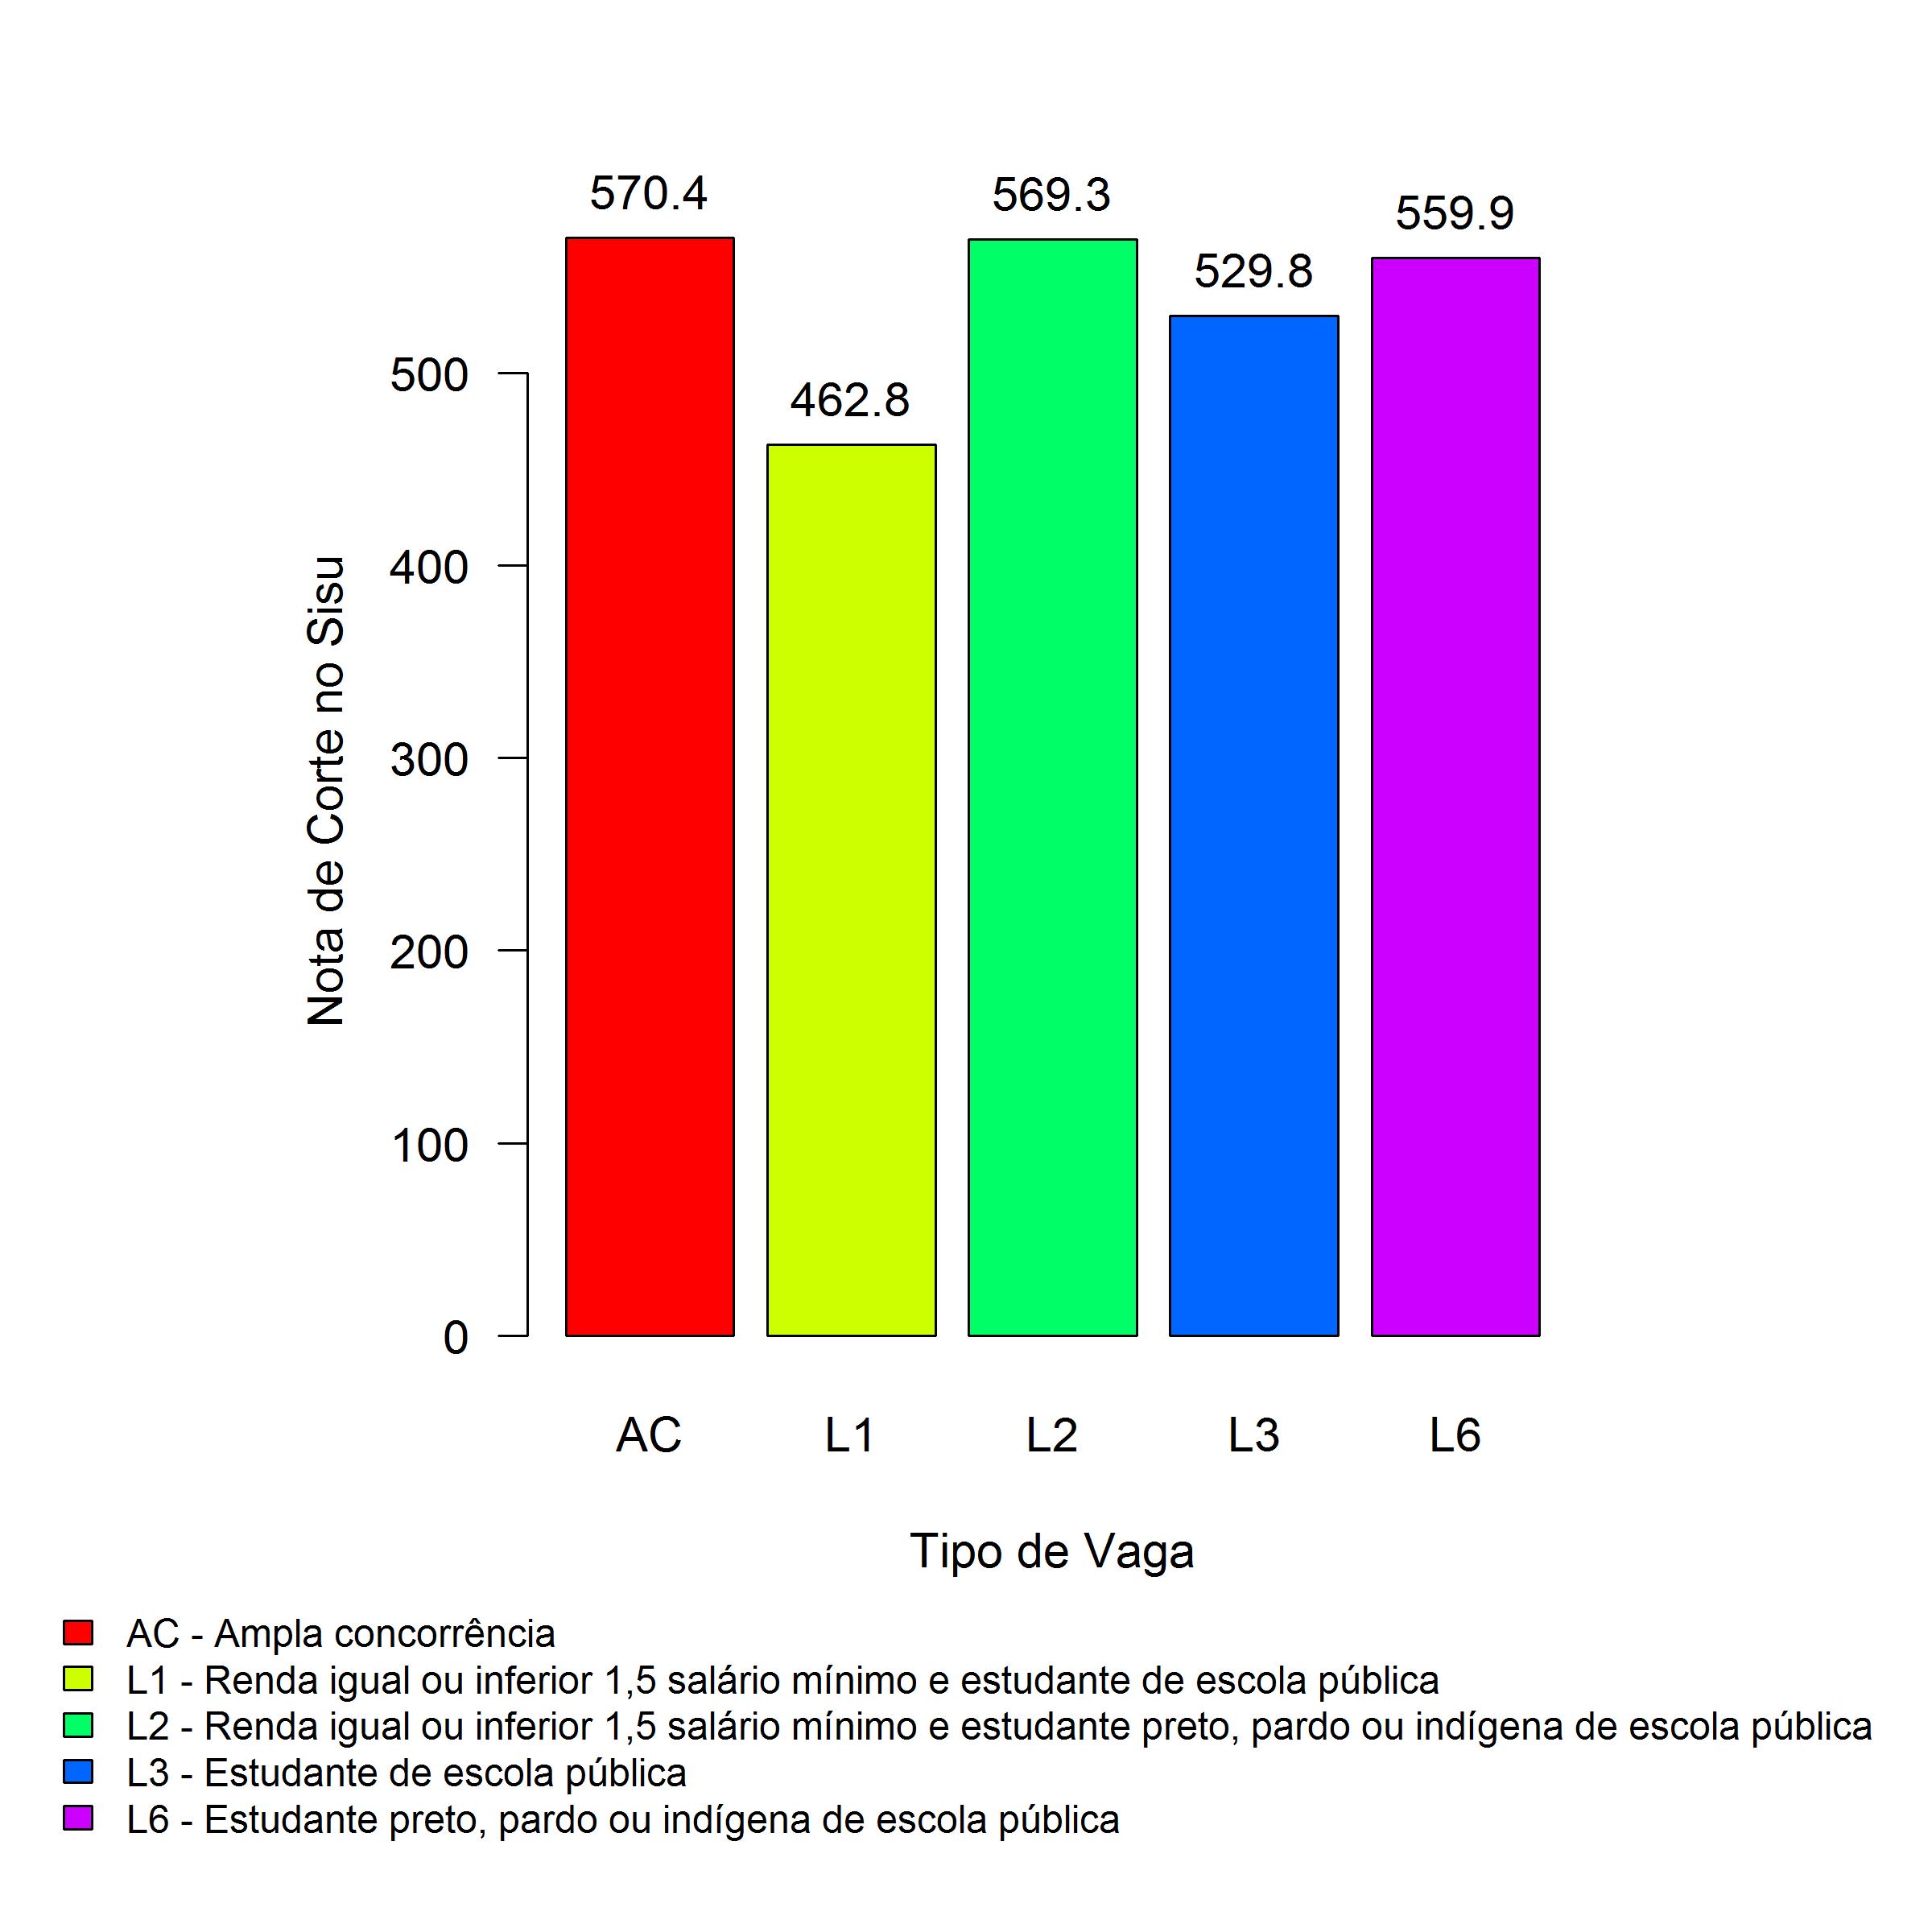 570.4
569.3
559.9
529.8
462.8
500
400
300
200
100
0
Nota de Corte no Sisu
AC L1 L2 L3 L6
Tipo de Vaga
AC - Ampla concorrência
L1 - Renda igual ou inferior 1,5 salário mínimo e estudante de escola pública
L2 - Renda igual ou inferior 1,5 salário mínimo e estudante preto, pardo ou indígena de escola pública
L3 - Estudante de escola pública
L6 - Estudante preto, pardo ou indígena de escola pública